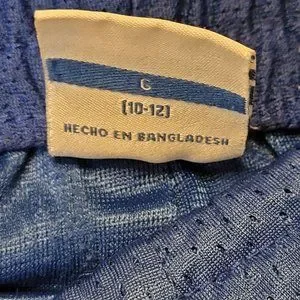 G
[10-12]
HECHO EN BANGLADESH